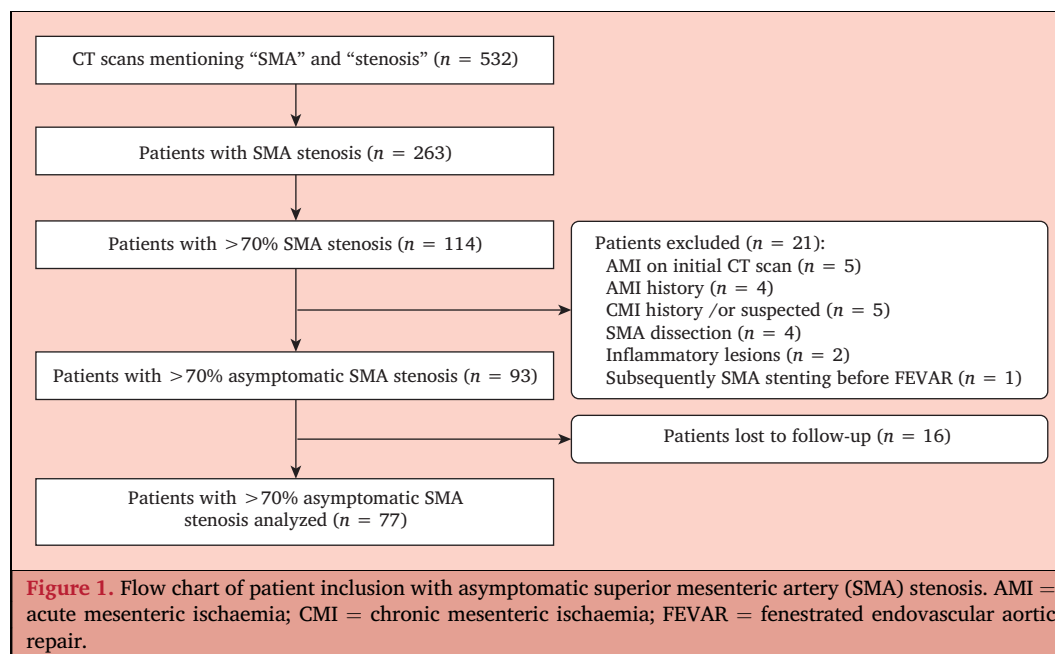 CT scans mentioning “SMA” and “stenosis” (n = 532)
Patients with SMA stenosis (n = 263)
Patients with >70% SMA stenosis (n = 114)
Patients excluded (n = 21):
AMI on initial CT scan (n = 5)
AMI history (n = 4)
CMI history /or suspected (n = 5)
SMA dissection (n = 4)
Inflammatory lesions (n = 2)
Subsequently SMA stenting before FEVAR (n = 1)
Patients with >70% asymptomatic SMA stenosis (n = 93)
Patients lost to follow-up (n = 16)
Patients with >70% asymptomatic SMA
stenosis analyzed (n = 77)
Figure 1. Flow chart of patient inclusion with asymptomatic superior mesenteric artery (SMA) stenosis. AMI =
acute mesenteric ischaemia; CMI = chronic mesenteric ischaemia; FEVAR = fenestrated endovascular aortic
repair.